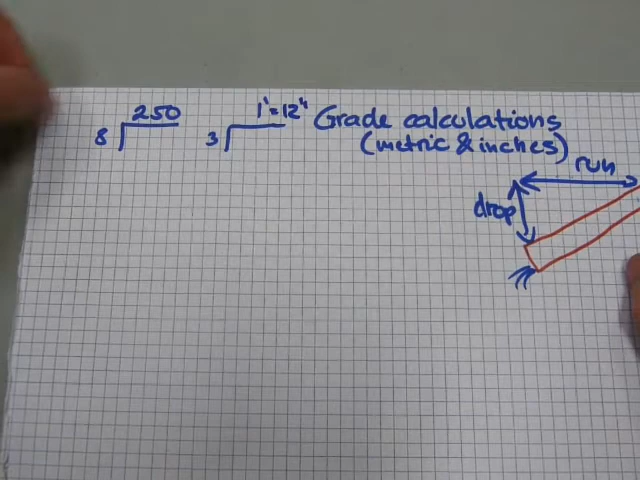 250
8
1'=12"
3
Grade calculations
(metric & inches)
run
drop